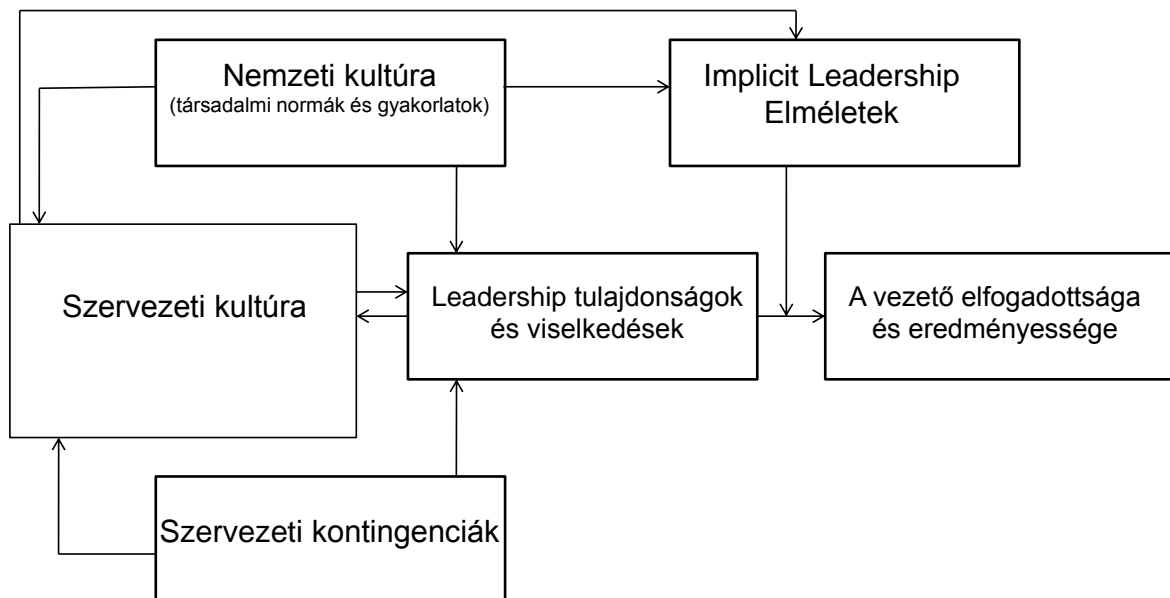 Nemzeti kultúra
(társadalmi normák és gyakorlatok)
Implicit Leadership
Elméletek
Szervezeti kultúra
Leadership tulajdonságok
és viselkedések
A vezető elfogadottsága
és eredményessége
Szervezeti kontingenciák